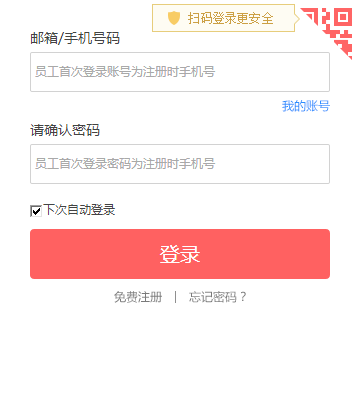 扫码登录更安全
邮箱/手机号码
员工首次登录账号为注册时手机号
我的账号
请确认密码
员工首次登录密码为注册时手机号
下次自动登录
登录
免费注册 | 忘记密码？